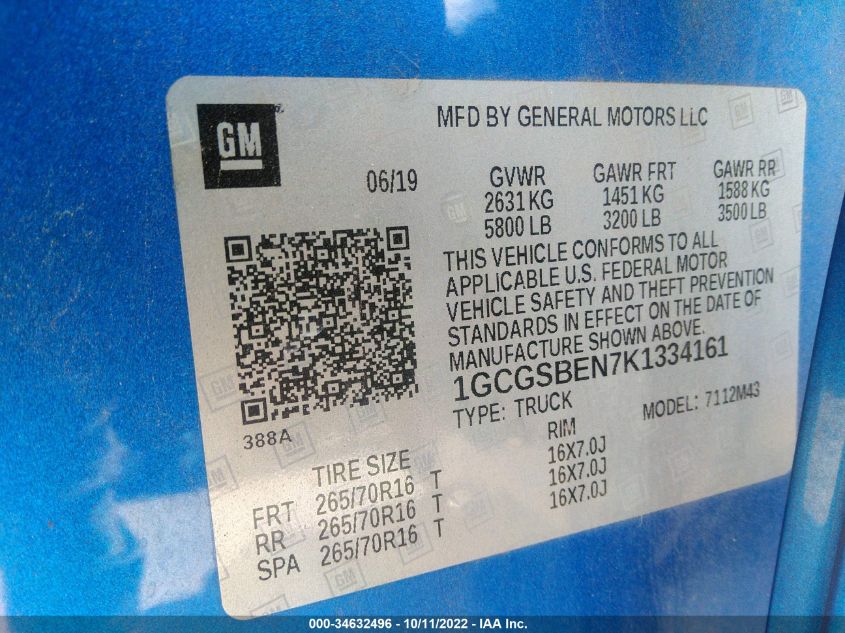 GM
MFD BY GENERAL MOTORS LLC
06/19
GVWR GAWR FRT GAWR RR
2631 KG 1451 KG 1588 KG
5800 LB 3200 LB 3500 LB
THIS VEHICLE CONFORMS TO ALL
APPLICABLE U.S. FEDERAL MOTOR
VEHICLE SAFETY AND THEFT PREVENTION
STANDARDS IN EFFECT ON THE DATE OF
MANUFACTURE SHOWN ABOVE.
1GCGSBEN7K1334161
TYPE: TRUCK MODEL: 7112M43
388A
TIRE SIZE RIM
FRT 265/70R16 T 16X7.0J
RR 265/70R16 T 16X7.0J
SPA 265/70R16 T 16X7.0J
000-34632496 - 10/11/2022 - IAA Inc.